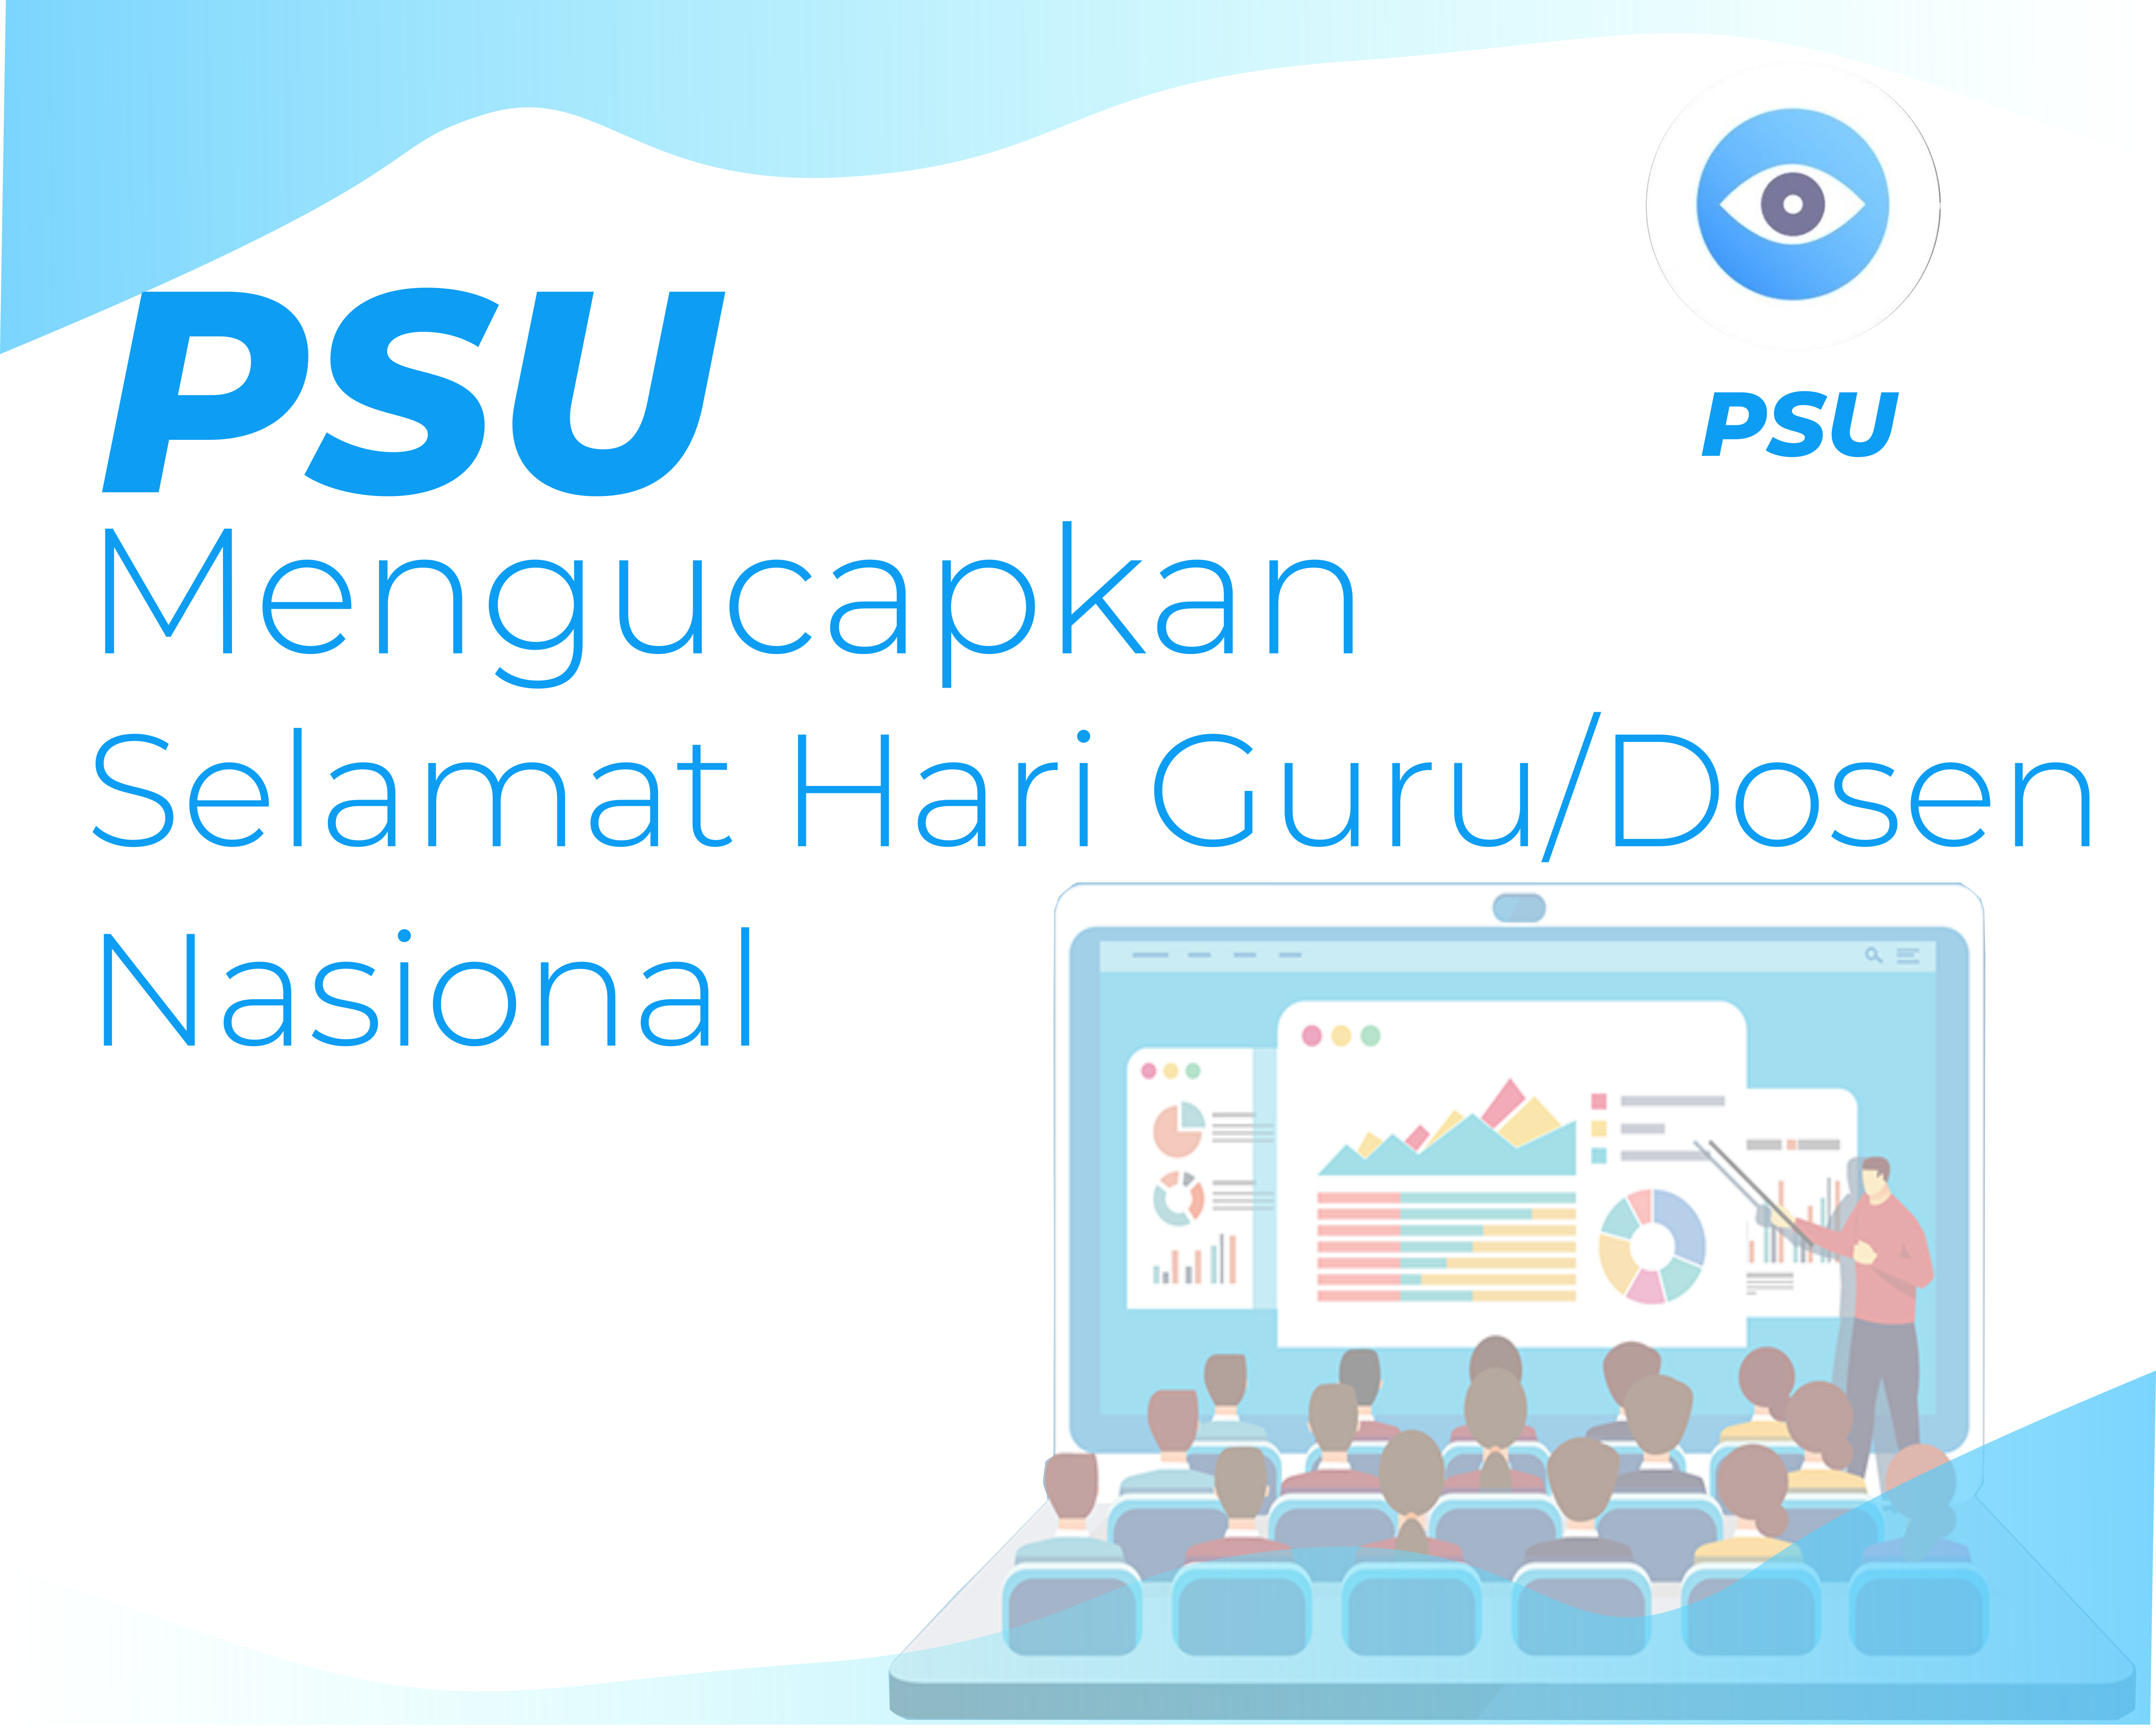 PSU
PSU
Mengucapkan
Selamat Hari Guru/Dosen
Nasional